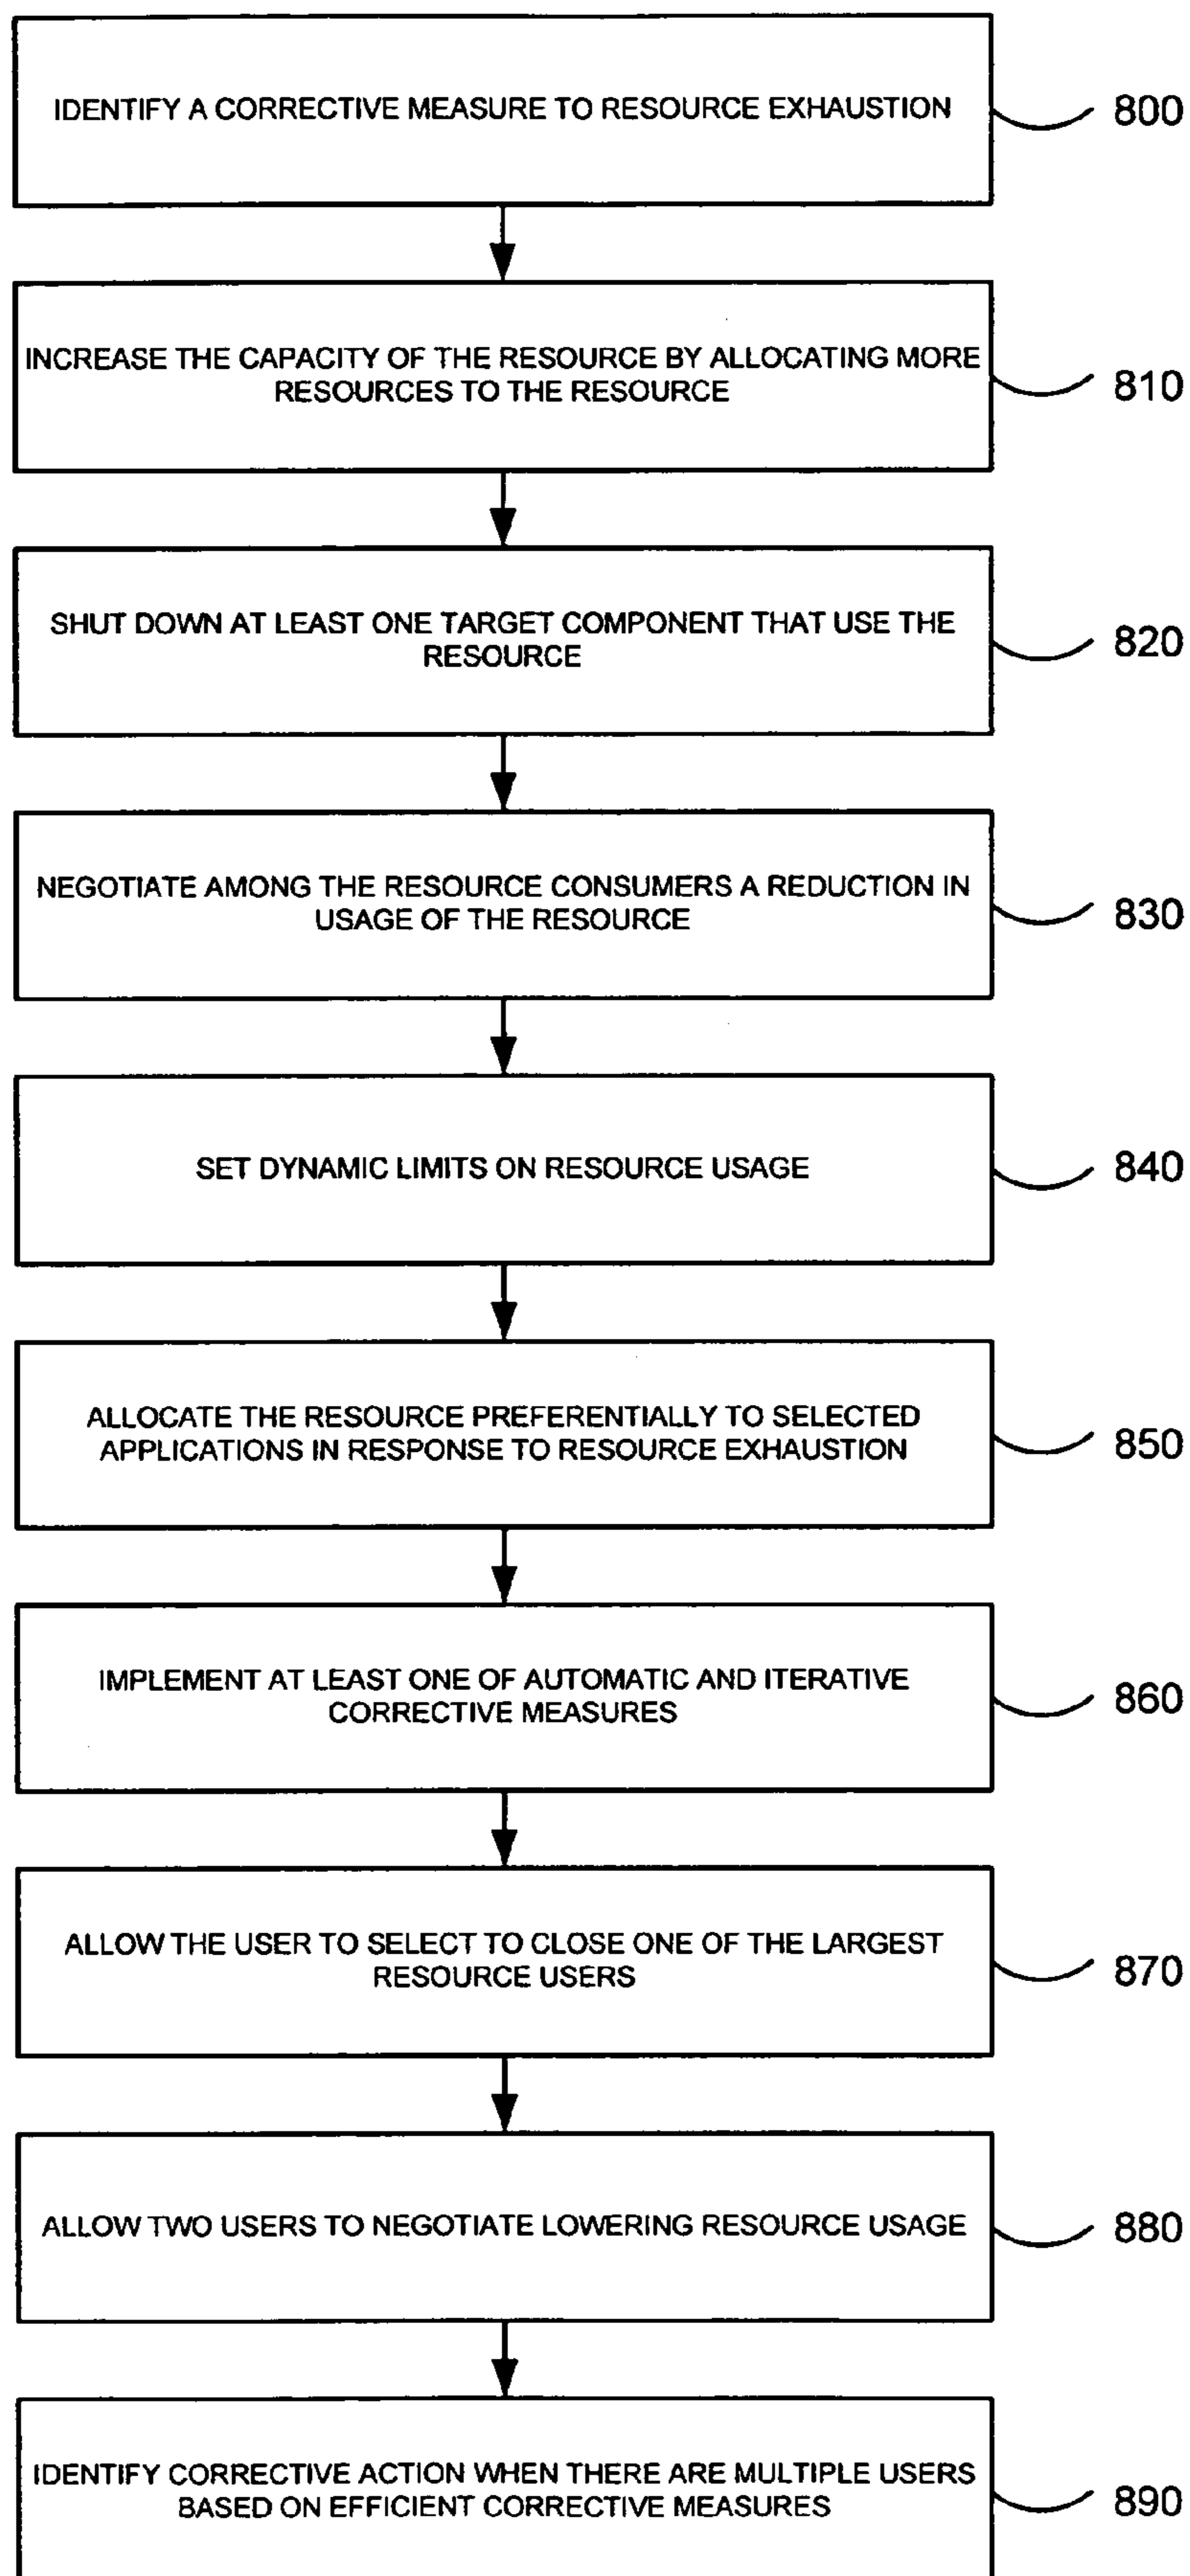 IDENTIFY A CORRECTIVE MEASURE TO RESOURCE EXHAUSTION
800
INCREASE THE CAPACITY OF THE RESOURCE BY ALLOCATING MORE
RESOURCES TO THE RESOURCE
810
SHUT DOWN AT LEAST ONE TARGET COMPONENT THAT USE THE
RESOURCE
820
NEGOTIATE AMONG THE RESOURCE CONSUMERS A REDUCTION IN
USAGE OF THE RESOURCE
830
SET DYNAMIC LIMITS ON RESOURCE USAGE
840
ALLOCATE THE RESOURCE PREFERENTIALLY TO SELECTED
APPLICATIONS IN RESPONSE TO RESOURCE EXHAUSTION
850
IMPLEMENT AT LEAST ONE OF AUTOMATIC AND ITERATIVE
CORRECTIVE MEASURES
860
ALLOW THE USER TO SELECT TO CLOSE ONE OF THE LARGEST
RESOURCE USERS
870
ALLOW TWO USERS TO NEGOTIATE LOWERING RESOURCE USAGE
880
IDENTIFY CORRECTIVE ACTION WHEN THERE ARE MULTIPLE USERS
BASED ON EFFICIENT CORRECTIVE MEASURES
890